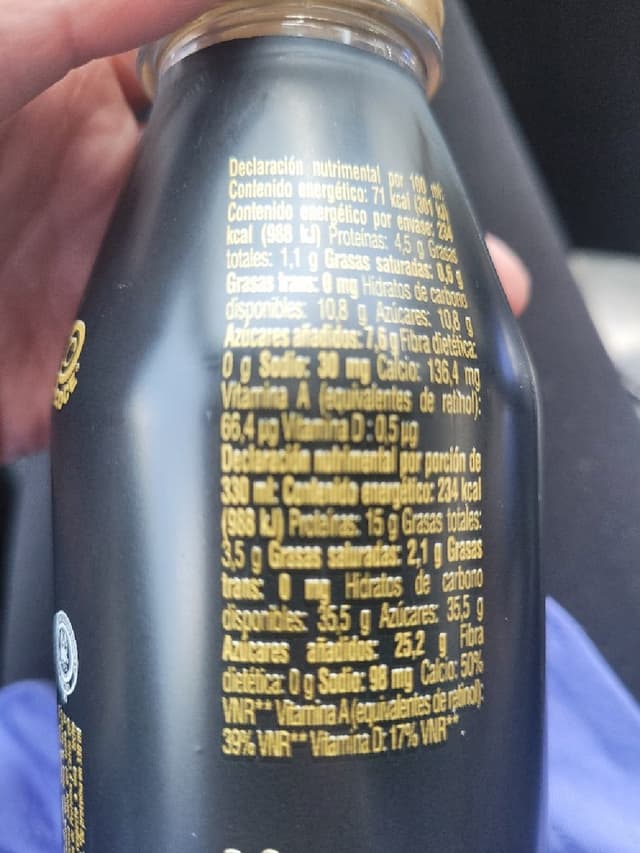 Declaración nutrimental por 100 ml:
Contenido energético: 71 kcal (301 kJ)
Contenido energético por envase: 234
kcal (988 kJ) Proteínas: 4,5 g Grasas
totales: 1,1 g Grasas saturadas: 0,6 g
Grasas trans: 0 mg Hidratos de carbono
disponibles: 10,8 g Azúcares: 10,8 g
Azúcares añadidos: 7,6 g Fibra dietética:
0 g Sodio: 30 mg Calcio: 136,4 mg
Vitamina A (equivalentes de retinol):
66,4 µg Vitamina D: 0,5 µg
Declaración nutrimental por porción de
330 ml: Contenido energético: 234 kcal
(988 kJ) Proteínas: 15 g Grasas totales:
3,5 g Grasas saturadas: 2,1 g Grasas
trans: 0 mg Hidratos de carbono
disponibles: 35,5 g Azúcares: 35,5 g
Azúcares añadidos: 25,2 g Fibra
dietética: 0 g Sodio: 98 mg Calcio: 50%
VNR** Vitamina A (equivalentes de retinol):
39% VNR** Vitamina D: 17% VNR**.